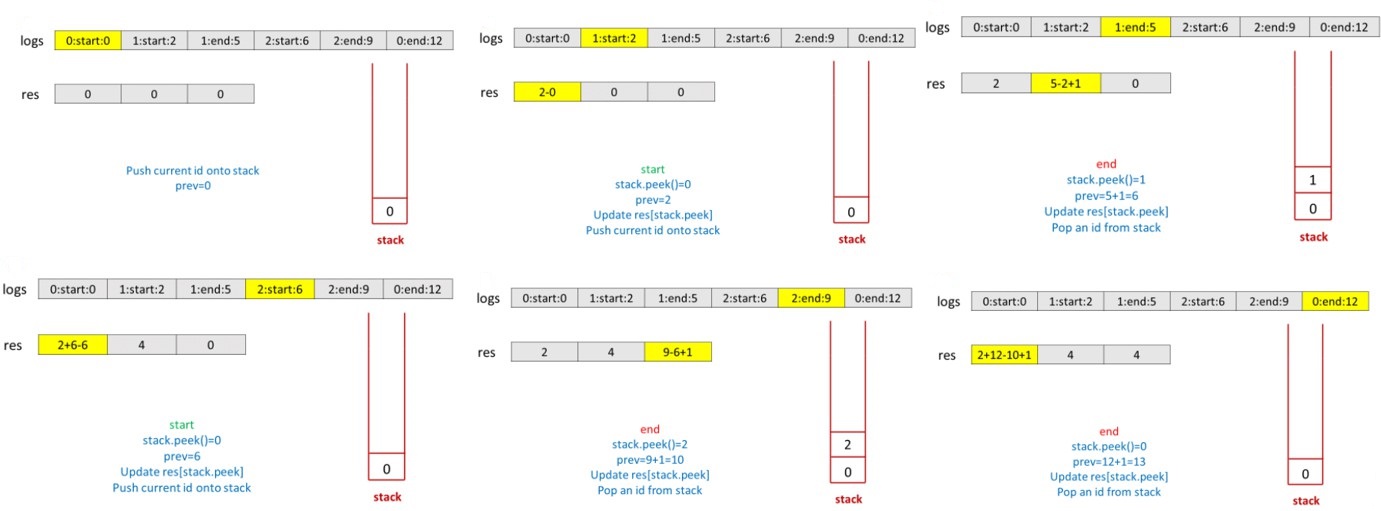 logs 0:start:0 1:start:2 1:end:5 2:start:6 2:end:9 0:end:12
res 0 0 0
Push current id onto stack
prev=0
0
stack
logs 0:start:0 1:start:2 1:end:5 2:start:6 2:end:9 0:end:12
res 2-0 0 0
start
stack.peek()=0
prev=2
Update res[stack.peek]
Push current id onto stack
0
stack
logs 0:start:0 1:start:2 1:end:5 2:start:6 2:end:9 0:end:12
res 2 5-2+1 0
end
stack.peek()=1
prev=5+1=6
Update res[stack.peek]
Pop an id from stack
1
0
stack
logs 0:start:0 1:start:2 1:end:5 2:start:6 2:end:9 0:end:12
res 2+6-6 4 0
start
stack.peek()=0
prev=6
Update res[stack.peek]
Push current id onto stack
0
stack
logs 0:start:0 1:start:2 1:end:5 2:start:6 2:end:9 0:end:12
res 2 4 9-6+1
end
stack.peek()=2
prev=9+1=10
Update res[stack.peek]
Pop an id from stack
2
0
stack
logs 0:start:0 1:start:2 1:end:5 2:start:6 2:end:9 0:end:12
res 2+12-10+1 4 4
end
stack.peek()=0
prev=12+1=13
Update res[stack.peek]
Pop an id from stack
0
stack